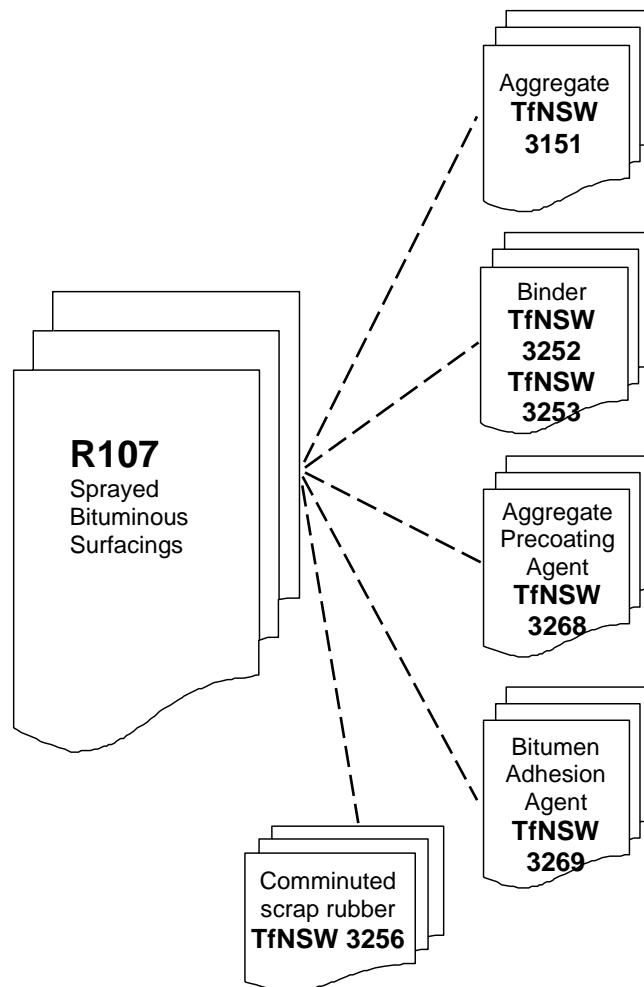 Aggregate
TfNSW
3151
Binder
TfNSW
3252
TfNSW
3253
R107
Sprayed
Bituminous
Surfacings
Aggregate
Precoating
Agent
TfNSW
3268
Bitumen
Adhesion
Agent
TfNSW
3269
Comminuted
scrap rubber
TfNSW 3256